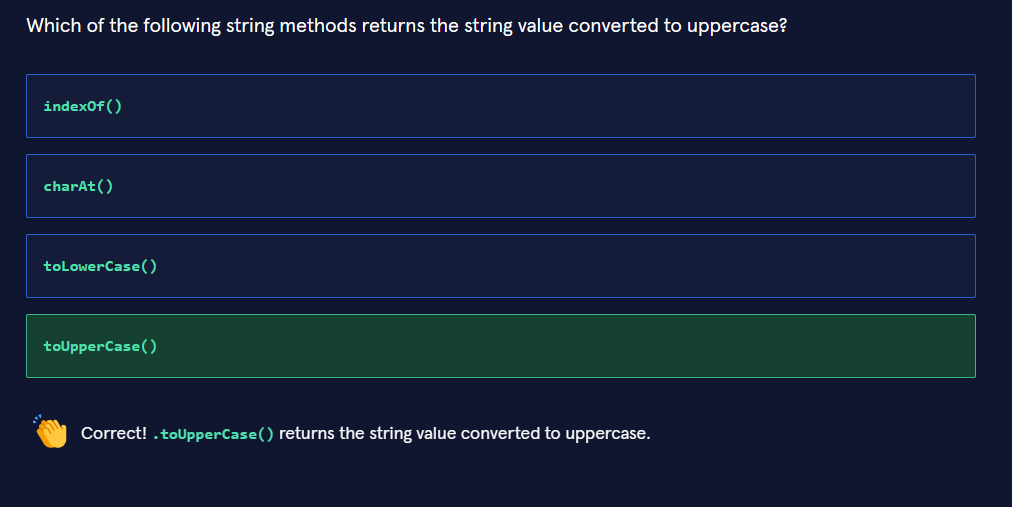 Which of the following string methods returns the string value converted to uppercase?
indexOf()
charAt()
toLowerCase()
toUpperCase()
Correct! .toUpperCase() returns the string value converted to uppercase.